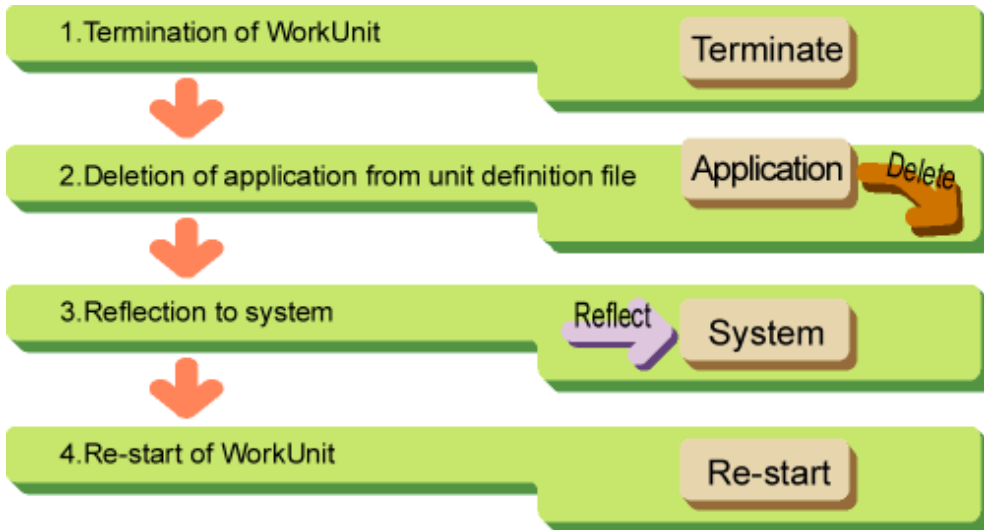 1.Termination of WorkUnit
Terminate
2.Deletion of application from unit definition file
Application
Delete
3.Reflection to system
Reflect
System
4.Re-start of WorkUnit
Re-start